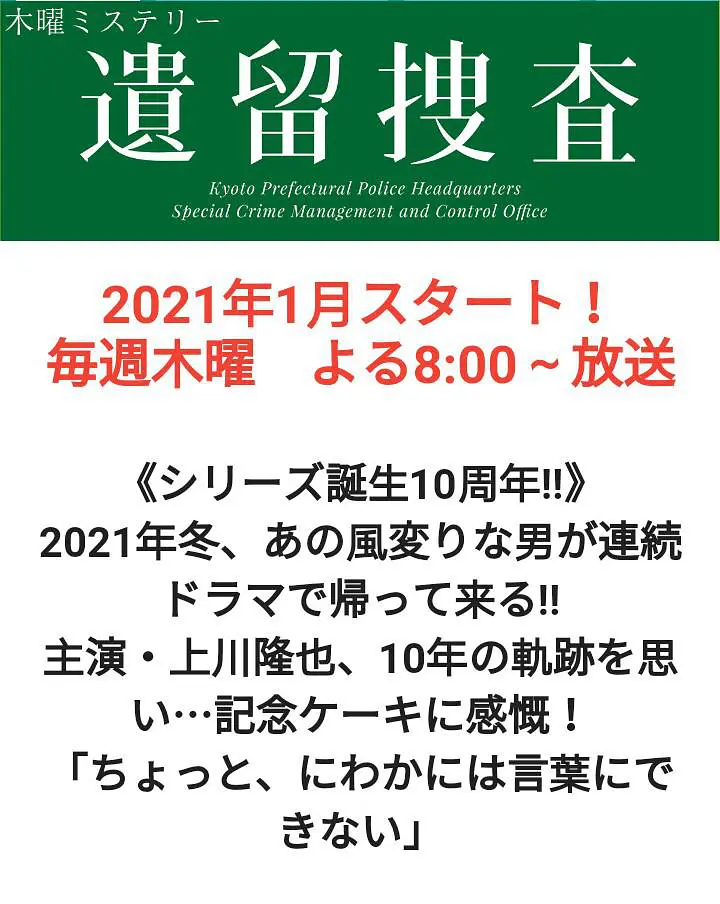 木曜ミステリー
遺留捜査
Kyoto Prefectural Police Headquarters
Special Crime Management and Control Office
2021年1月スタート！
毎週木曜　よる8:00～放送
《シリーズ誕生10周年!!》
2021年冬、あの風変りな男が連続
ドラマで帰って来る!!
主演・上川隆也、10年の軌跡を思
い…記念ケーキに感慨！
「ちょっと、にわかには言葉にで
きない」